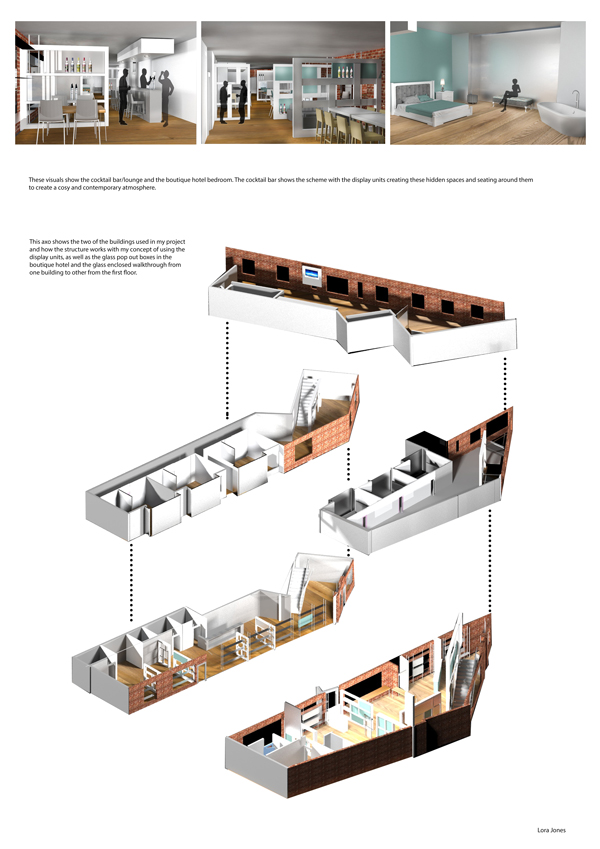 These visuals show the cocktail bar/lounge and the boutique hotel bedroom. The cocktail bar shows the scheme with the display units creating these hidden spaces and seating around them
to create a cosy and contemporary atmosphere.
This axo shows the two of the buildings used in my project
and how the structure works with my concept of using the
display units, as well as the glass pop out boxes in the
boutique hotel and the glass enclosed walkthrough from
one building to other from the first floor.
Lora Jones